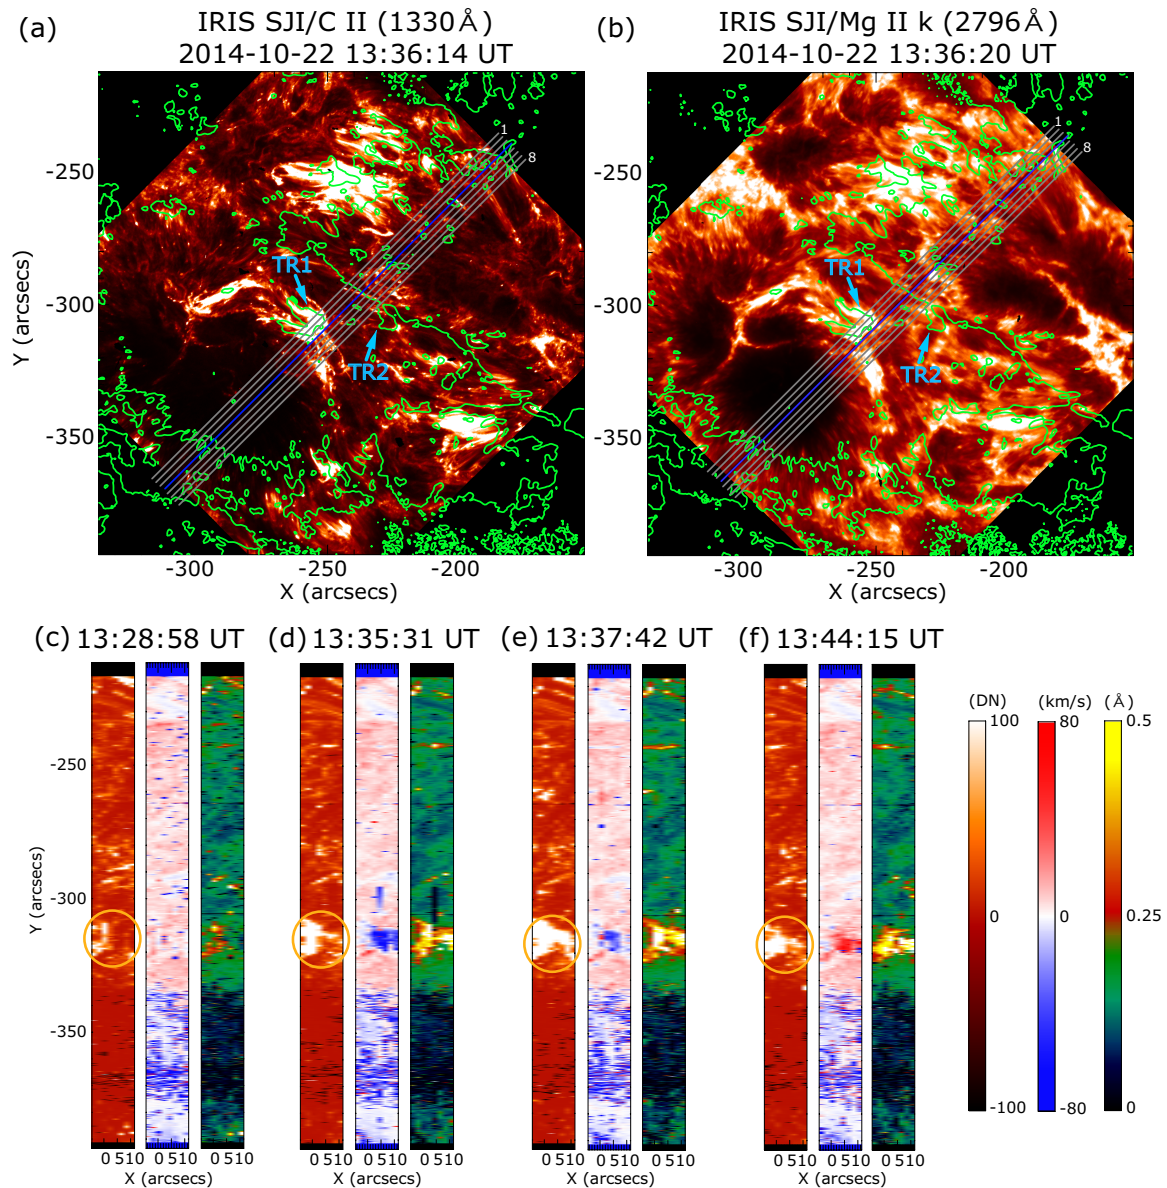 (a)
IRIS SJI/C II (1330Å)
2014-10-22 13:36:14 UT
(b)
IRIS SJI/Mg II k (2796Å)
2014-10-22 13:36:20 UT
1
8
TR1
TR2
-250
-300
-350
Y (arcsecs)
-300
-250
-200
X (arcsecs)
1
8
TR1
TR2
-250
-300
-350
-300
-250
-200
X (arcsecs)
(c) 13:28:58 UT
(d) 13:35:31 UT
(e) 13:37:42 UT
(f) 13:44:15 UT
-250
-300
-350
Y (arcsecs)
0 5 10 0 5 10 0 5 10
X (arcsecs)
0 5 10 0 5 10 0 5 10
X (arcsecs)
0 5 10 0 5 10 0 5 10
X (arcsecs)
0 5 10 0 5 10 0 5 10
X (arcsecs)
(DN)
100
0
-100
(km/s)
80
0
-80
(Å)
0.5
0.25
0